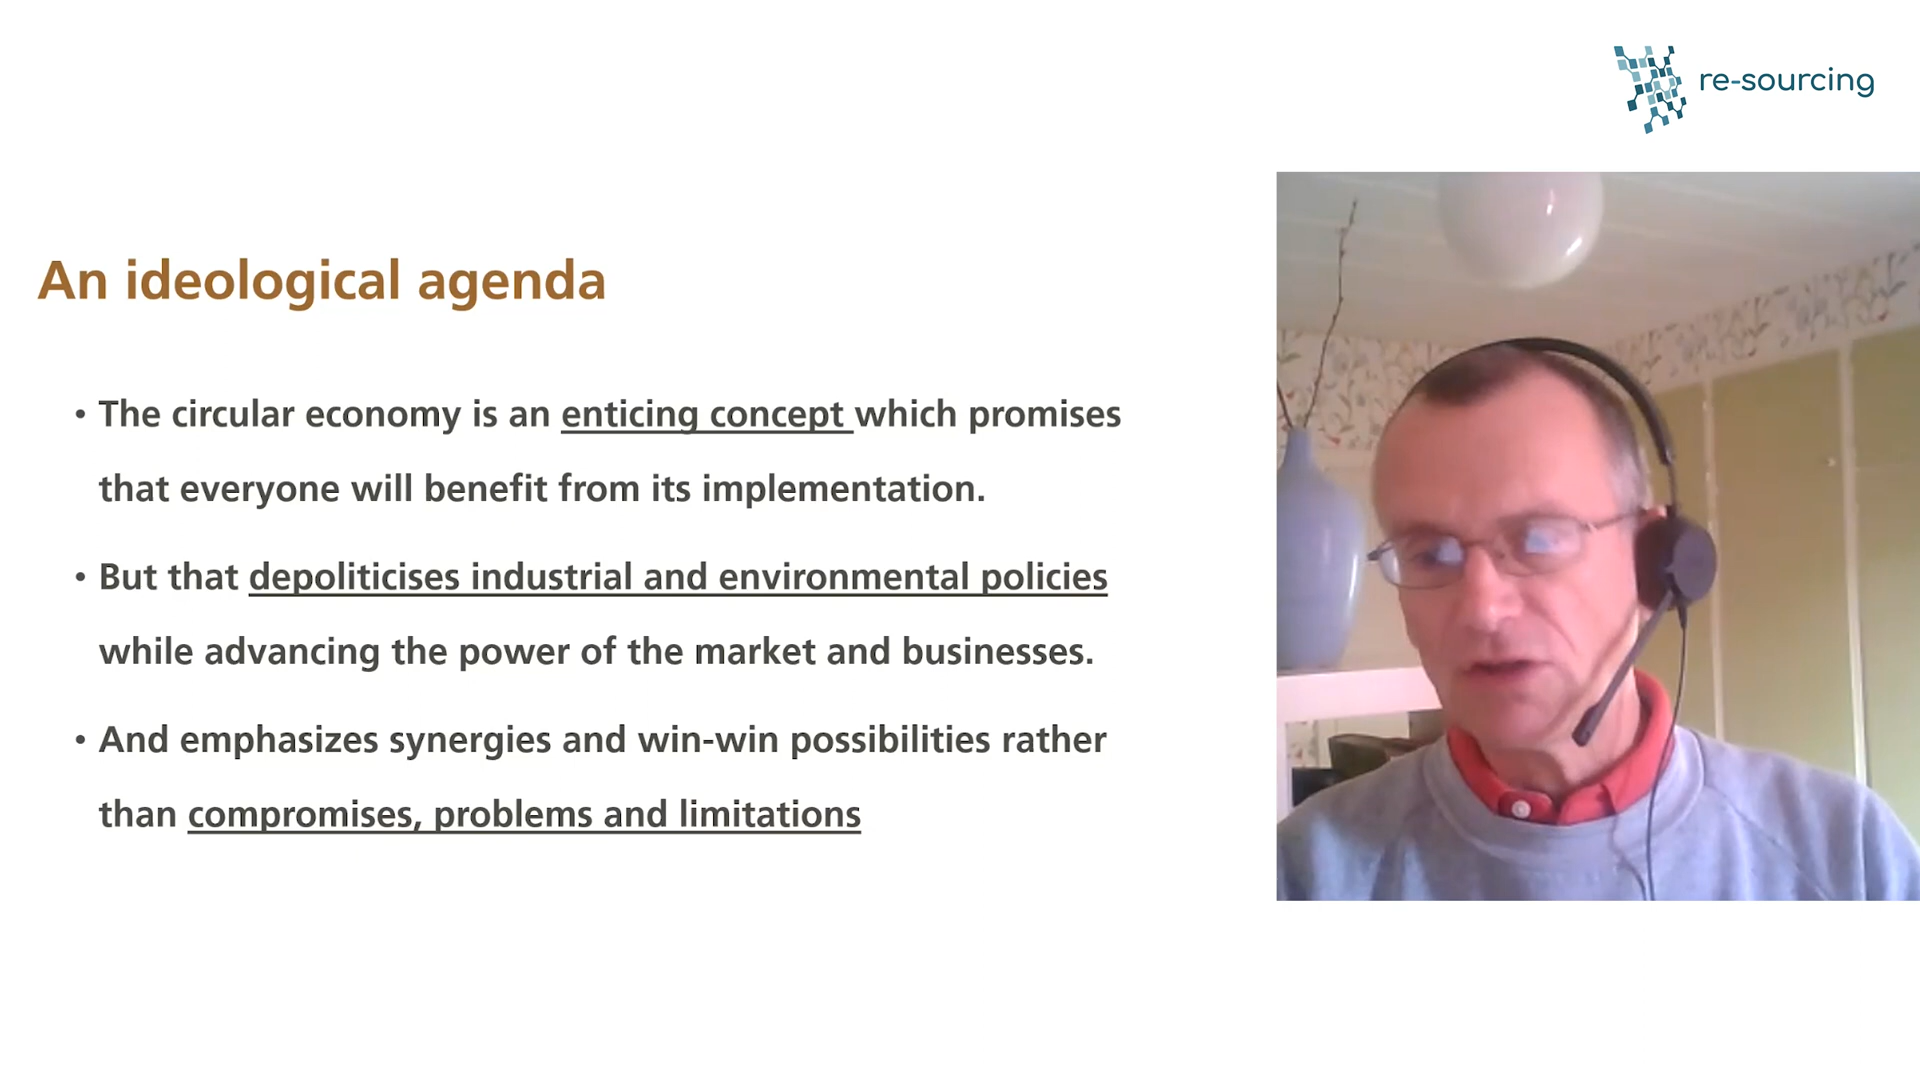 re-sourcing
An ideological agenda
• The circular economy is an enticing concept which promises
that everyone will benefit from its implementation.
• But that depoliticises industrial and environmental policies
while advancing the power of the market and businesses.
• And emphasizes synergies and win-win possibilities rather
than compromises, problems and limitations